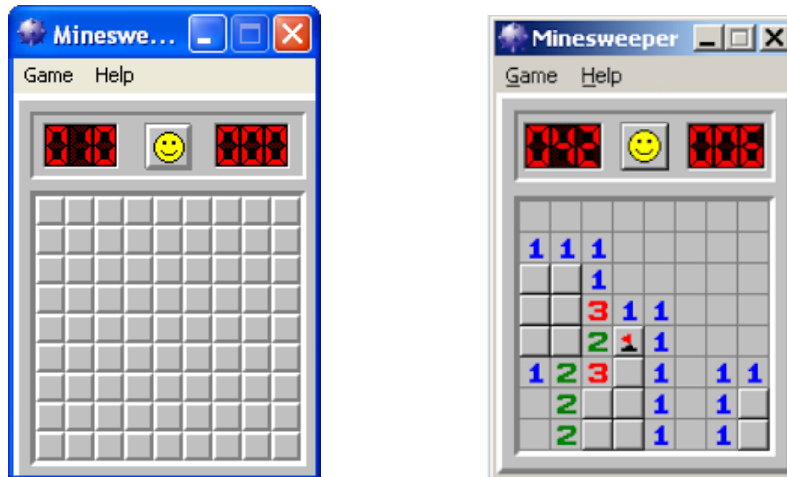 Mineswe...
Game Help
010 000
Minesweeper
Game Help
042 006
1 1 1
1
3 1 1
2 1
1 2 3 1 1 1
2 1 1
2 1 1